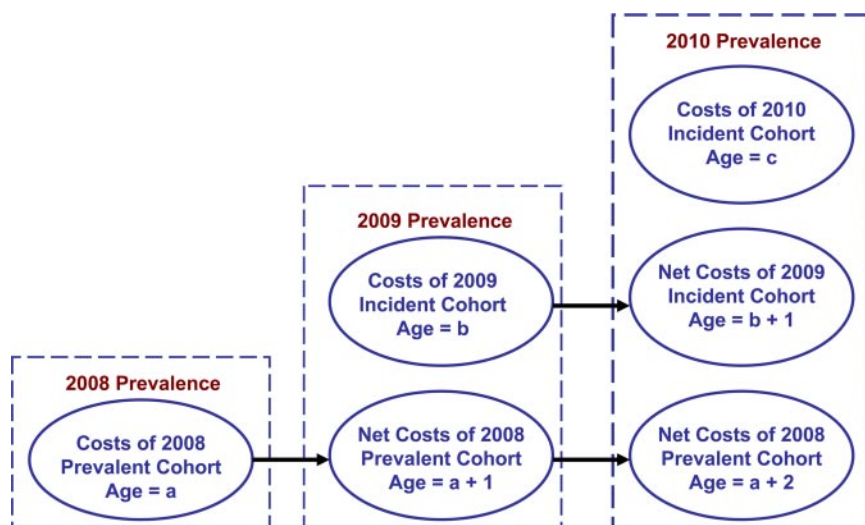 2010 Prevalence
Costs of 2010
Incident Cohort
Age = c
2009 Prevalence
Costs of 2009
Incident Cohort
Age = b
Net Costs of 2009
Incident Cohort
Age = b + 1
2008 Prevalence
Costs of 2008
Prevalent Cohort
Age = a
Net Costs of 2008
Prevalent Cohort
Age = a + 1
Net Costs of 2008
Prevalent Cohort
Age = a + 2